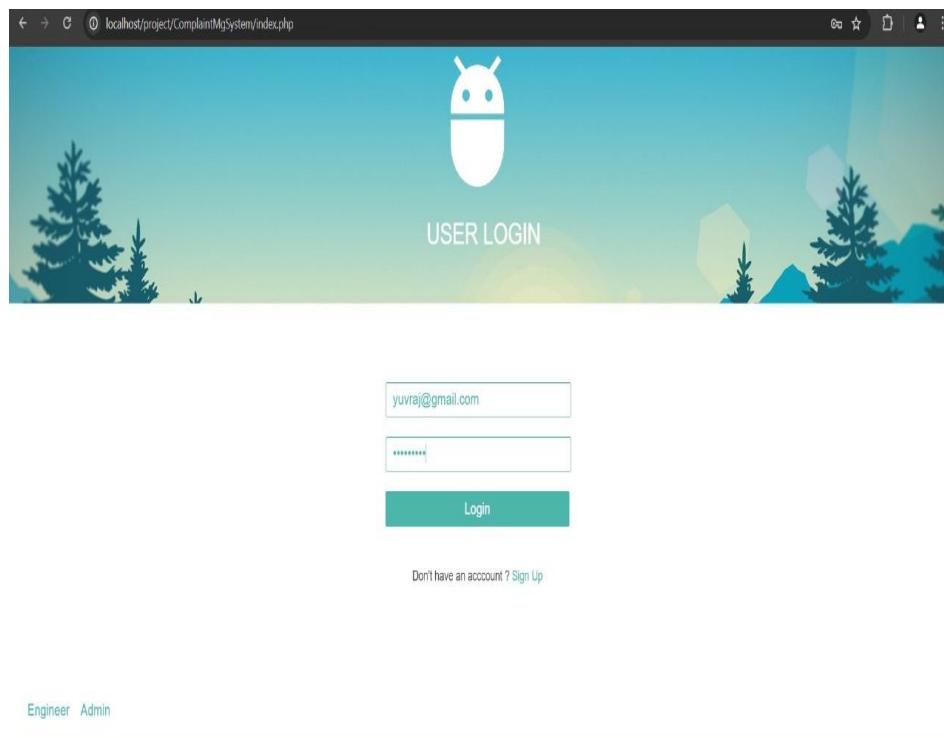 localhost/project/ComplaintMgSystem/index.php
USER LOGIN
yuvraj@gmail.com
•••••••••
Login
Don't have an acccount ? Sign Up
Engineer Admin